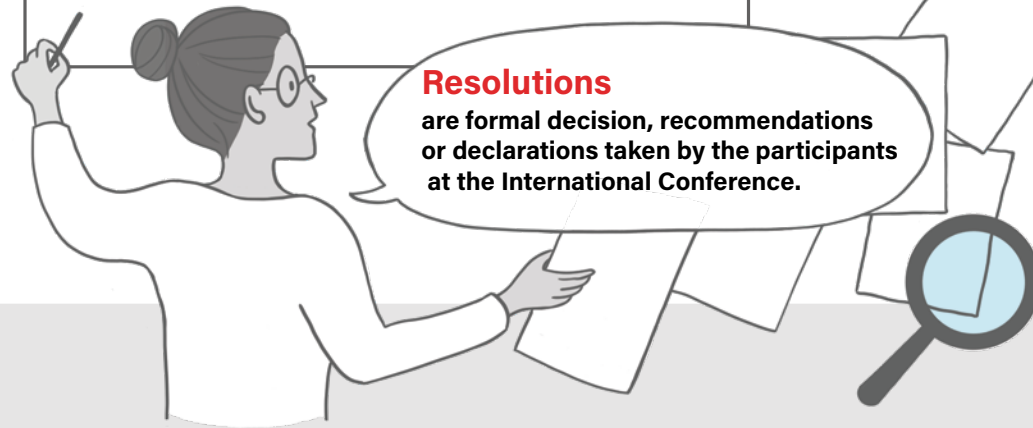 Resolutions
are formal decision, recommendations
or declarations taken by the participants
at the International Conference.